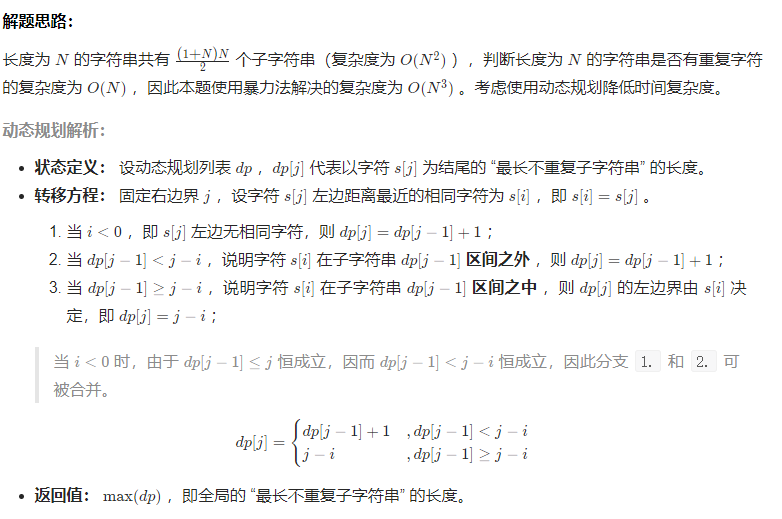 解题思路：
长度为 N 的字符串共有 (1+N)N/2 个子字符串（复杂度为 O(N²) ），判断长度为 N 的字符串是否有重复字符
的复杂度为 O(N) ，因此本题使用暴力法解决的复杂度为 O(N³) 。考虑使用动态规划降低时间复杂度。
动态规划解析：
• 状态定义： 设动态规划列表 dp ，dp[j] 代表以字符 s[j] 为结尾的 “最长不重复子字符串” 的长度。
• 转移方程： 固定右边界 j ，设字符 s[j] 左边距离最近的相同字符为 s[i] ，即 s[i] = s[j] 。
1. 当 i < 0 ，即 s[j] 左边无相同字符，则 dp[j] = dp[j − 1] + 1 ；
2. 当 dp[j − 1] < j − i ，说明字符 s[i] 在子字符串 dp[j − 1] 区间之外 ，则 dp[j] = dp[j − 1] + 1 ；
3. 当 dp[j − 1] ≥ j − i ，说明字符 s[i] 在子字符串 dp[j − 1] 区间之中 ，则 dp[j] 的左边界由 s[i] 决
定，即 dp[j] = j − i ；
当 i < 0 时，由于 dp[j − 1] ≤ j 恒成立，因而 dp[j − 1] < j − i 恒成立，因此分支 1. 和 2. 可
被合并。
dp[j] = { dp[j − 1] + 1 , dp[j − 1] < j − i
j − i , dp[j − 1] ≥ j − i
• 返回值： max(dp) ，即全局的 “最长不重复子字符串” 的长度。